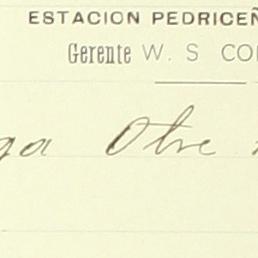 ESTACION PEDRICEÑ
Gerente W. S CO
ga Otre